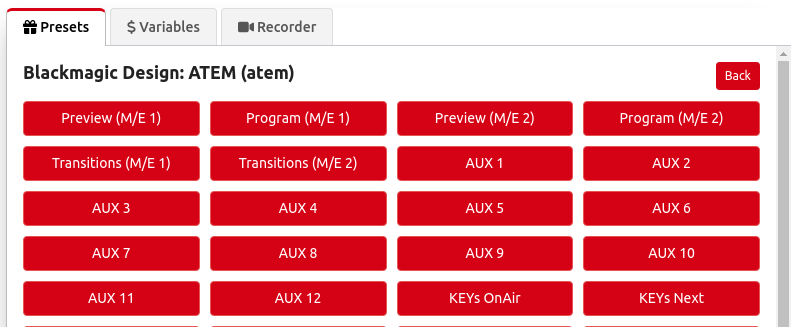 Presets $ Variables Recorder
Blackmagic Design: ATEM (atem) Back
Preview (M/E 1) Program (M/E 1) Preview (M/E 2) Program (M/E 2)
Transitions (M/E 1) Transitions (M/E 2) AUX 1 AUX 2
AUX 3 AUX 4 AUX 5 AUX 6
AUX 7 AUX 8 AUX 9 AUX 10
AUX 11 AUX 12 KEYs OnAir KEYs Next